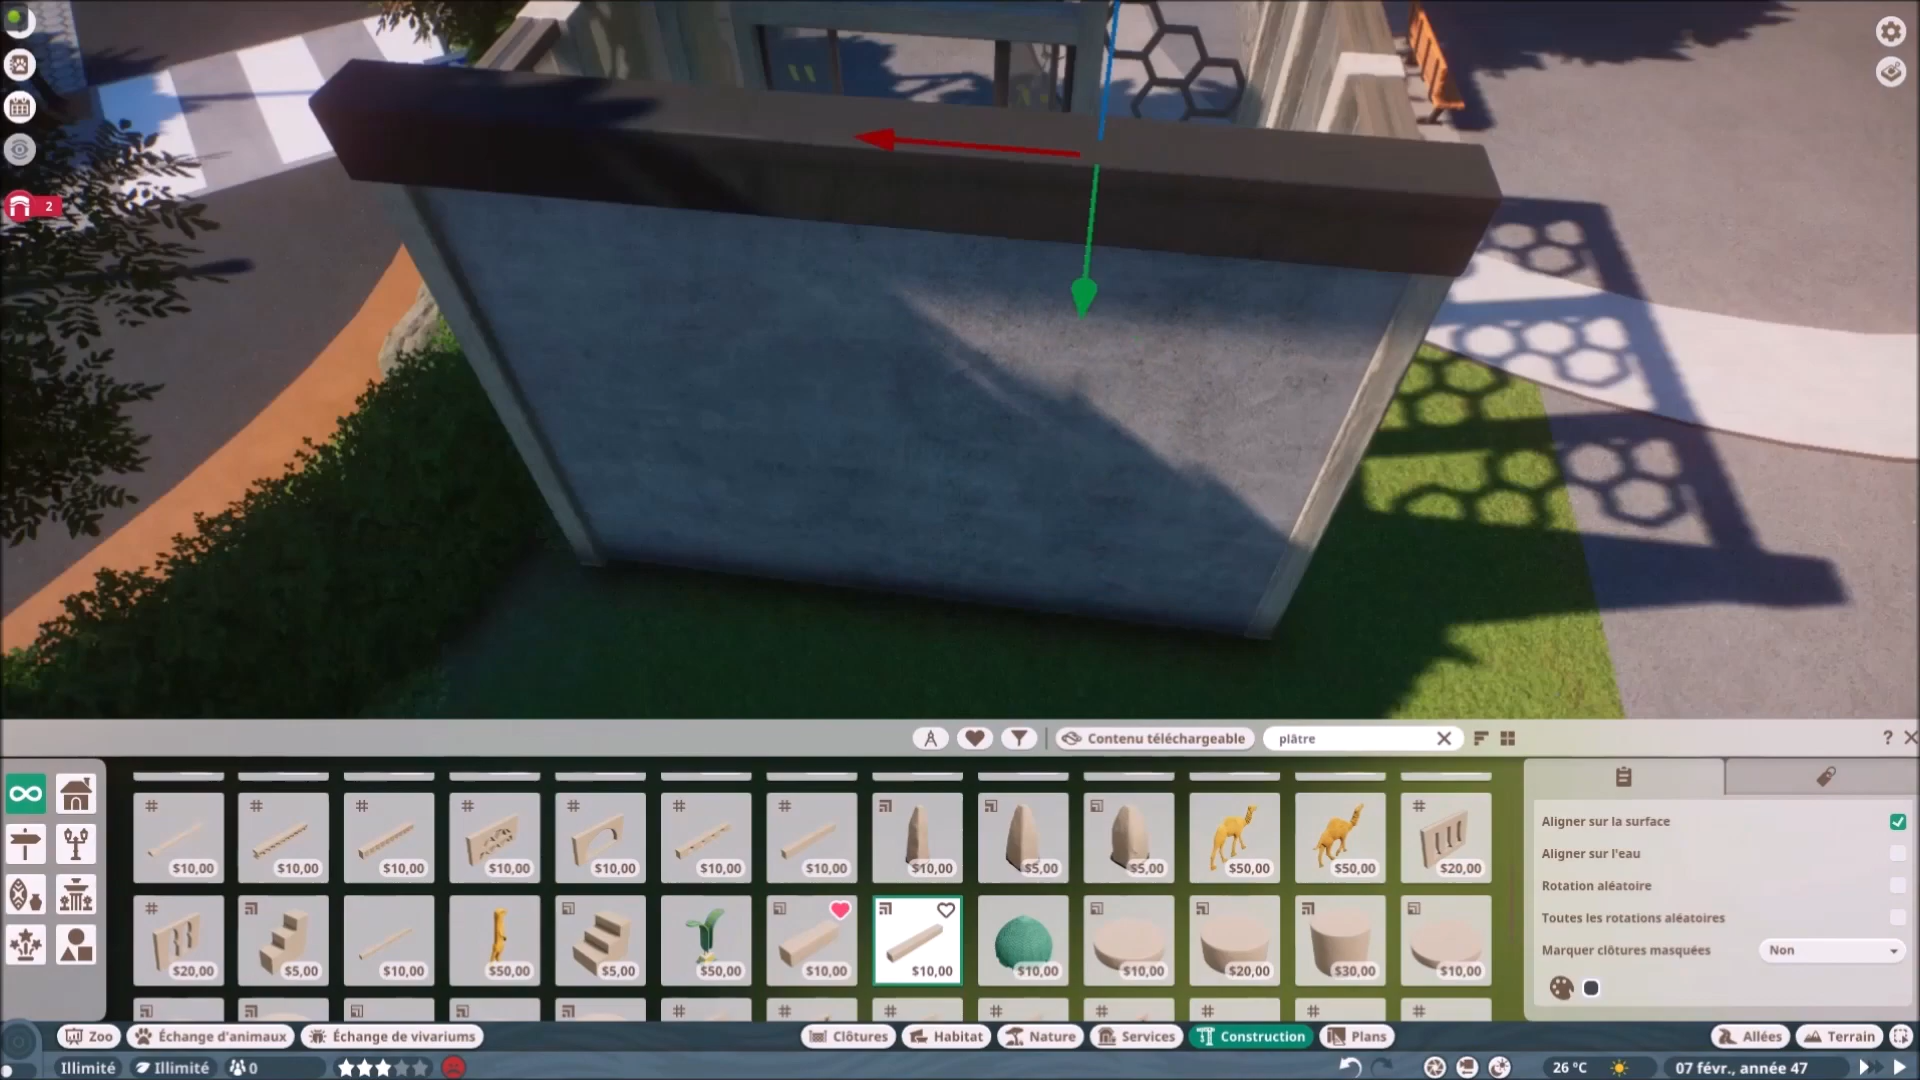 2
Contenu téléchargeable
plâtre
?
$10,00 $10,00 $10,00 $10,00 $10,00 $10,00 $10,00 $10,00 $5,00 $5,00 $50,00 $50,00 $20,00
$20,00 $5,00 $10,00 $50,00 $5,00 $50,00 $10,00 $10,00 $10,00 $10,00 $20,00 $30,00 $10,00
Aligner sur la surface
Aligner sur l'eau
Rotation aléatoire
Toutes les rotations aléatoires
Marquer clôtures masquées Non
Zoo Échange d'animaux Échange de vivariums Clôtures Habitat Nature Services Construction Plans Allées Terrain
Illimité Illimité 0 26 °C 07 févr., année 47